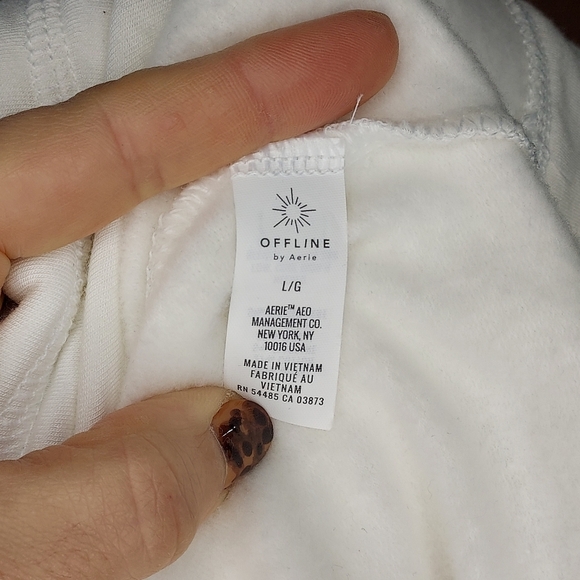 OFFLINE
by Aerie
L/G
AERIE™ AEO
MANAGEMENT CO.
NEW YORK, NY
10016 USA
MADE IN VIETNAM
FABRIQUÉ AU
VIETNAM
RN 54485 CA 03873